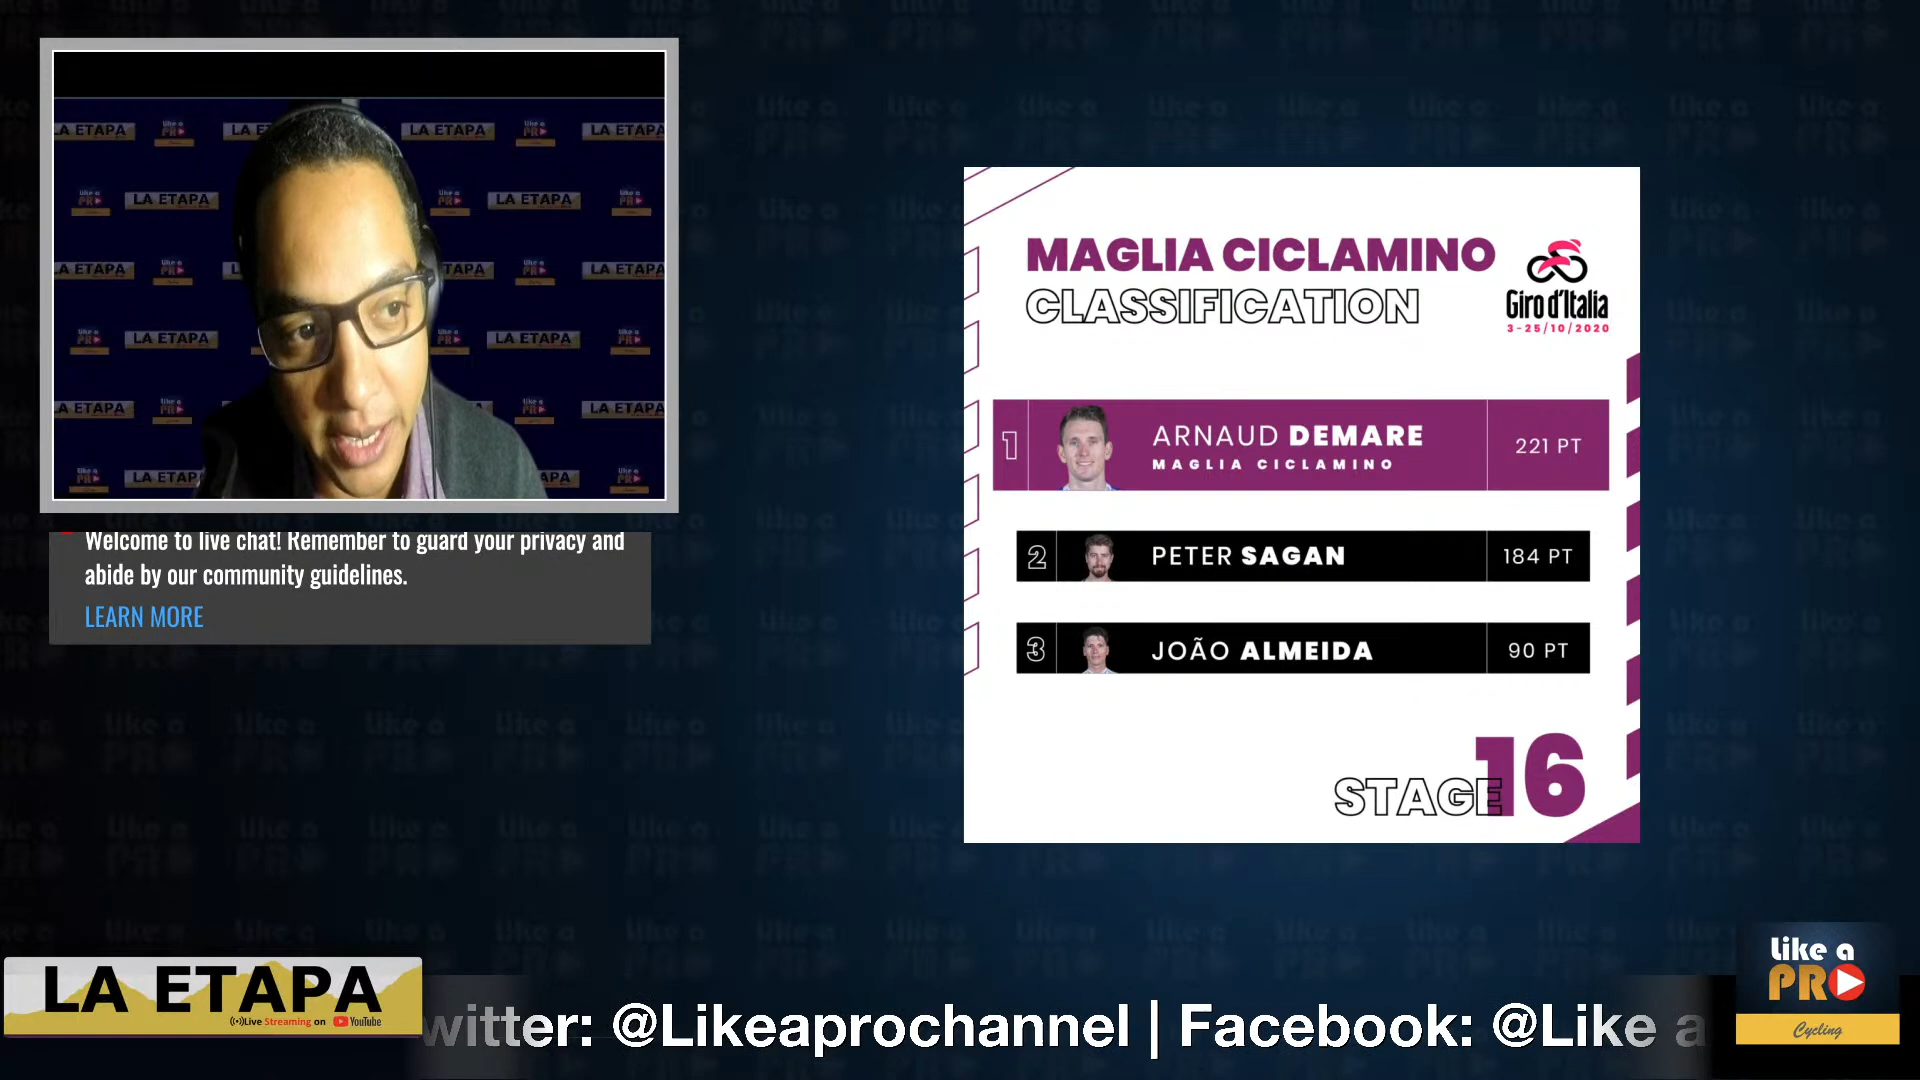 LA ETAPA
Welcome to live chat! Remember to guard your privacy and
abide by our community guidelines.
LEARN MORE
MAGLIA CICLAMINO
CLASSIFICATION
Giro d'Italia
3-25/10/2020
1 ARNAUD DEMARE 221 PT
MAGLIA CICLAMINO
2 PETER SAGAN 184 PT
3 JOÃO ALMEIDA 90 PT
STAGE 16
LA ETAPA
Live Streaming on YouTube
witter: @Likeaprochannel | Facebook: @Like a
Like a
PRO
Cycling